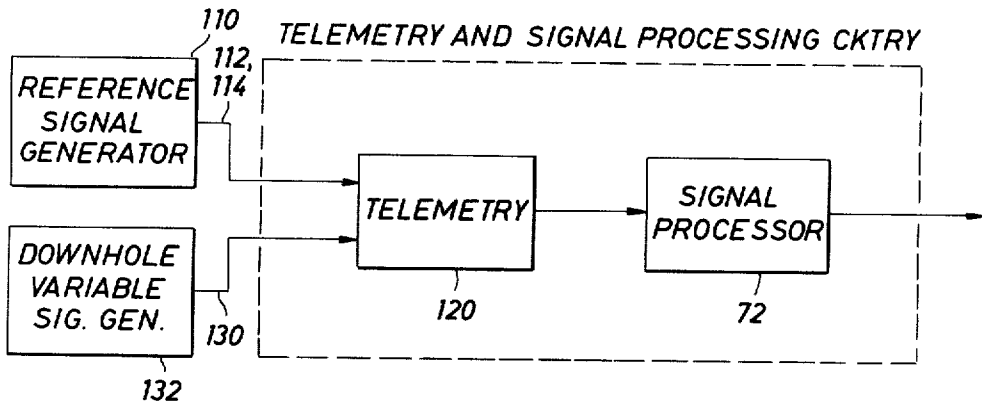 110
TELEMETRY AND SIGNAL PROCESSING CKTRY
112,
114
REFERENCE
SIGNAL
GENERATOR
TELEMETRY
120
SIGNAL
PROCESSOR
72
DOWNHOLE
VARIABLE
SIG. GEN.
130
132